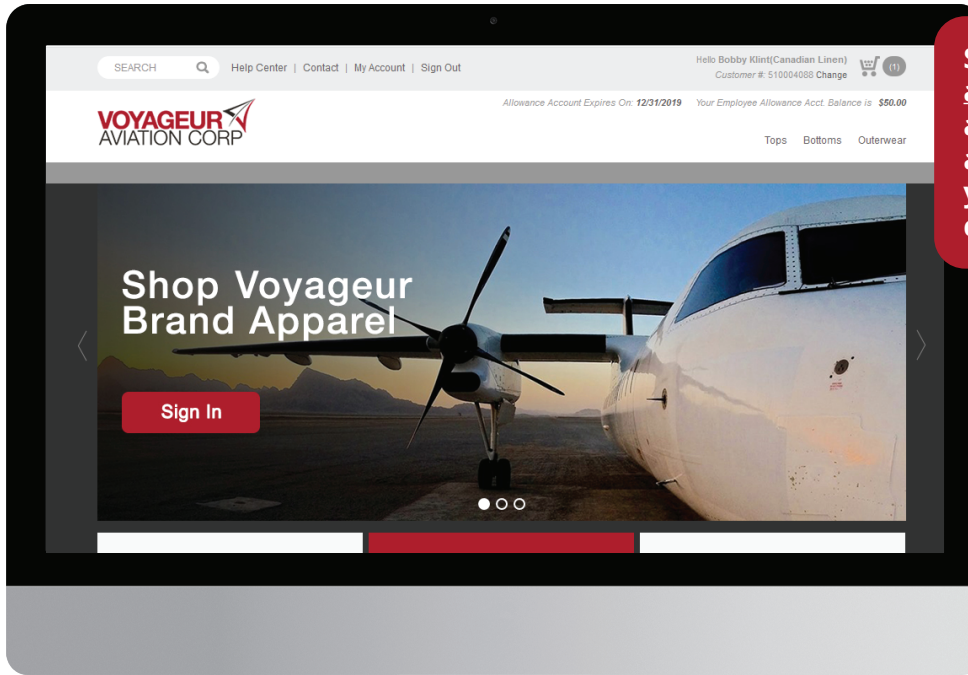 SEARCH
Help Center | Contact | My Account | Sign Out
Hello Bobby Klint(Canadian Linen)
Customer #: 510004088 Change
(1)
Allowance Account Expires On: 12/31/2019 Your Employee Allowance Acct. Balance is $50.00
VOYAGEUR
AVIATION CORP
Tops Bottoms Outerwear
Shop Voyageur
Brand Apparel
Sign In